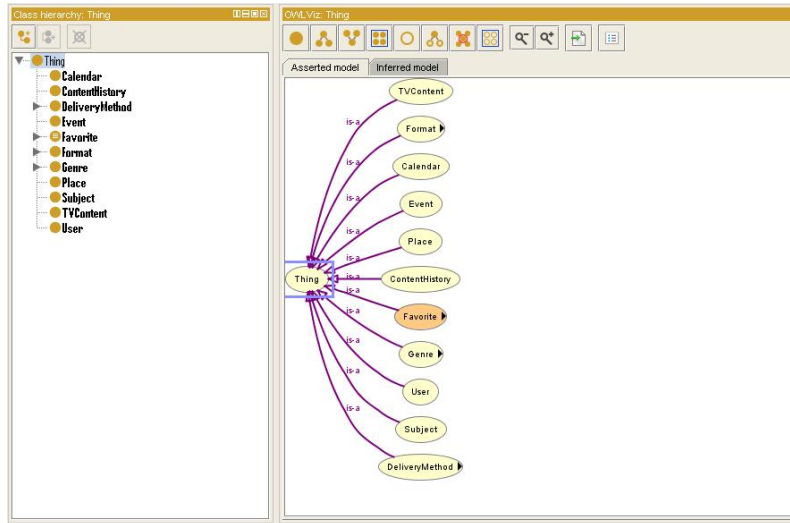 Class hierarchy: Thing
Thing
Calendar
ContentHistory
DeliveryMethod
Event
Favorite
Format
Genre
Place
Subject
TVContent
User
OWLViz: Thing
Asserted model
Inferred model
TVContent
is-a
Format
is-a
Calendar
is-a
Event
is-a
Place
is-a
Thing
is-a
ContentHistory
is-a
Favorite
is-a
Genre
is-a
User
is-a
Subject
is-a
DeliveryMethod